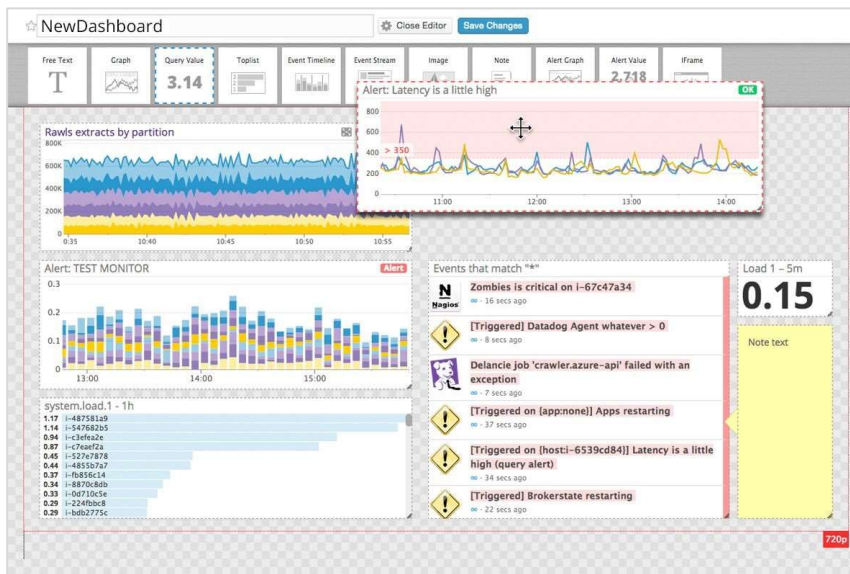 NewDashboard
Close Editor
Save Changes
Free Text
Graph
Query Value
Toplist
Event Timeline
Event Stream
Image
Note
Alert Graph
Alert Value
IFrame
T
3.14
2.718
Alert: Latency is a little high
OK
800
600
> 350
400
200
0
11:00
12:00
13:00
14:00
Rawls extracts by partition
800K
600K
400K
200K
0
0:35
10:40
10:45
10:50
10:55
Alert: TEST MONITOR
Alert
0.3
0.2
0.1
0
13:00
14:00
15:00
system.load.1 - 1h
1.17 i-487581a9
1.14 i-547682b5
0.94 i-c3efea2e
0.87 i-c7eaef2a
0.45 i-527e7878
0.44 i-4855b7a7
0.37 i-fb856c14
0.34 i-8870c8db
0.33 i-0d710c5e
0.29 i-224fbbc8
0.29 i-bdb2775c
Events that match "*"
N
Nagios
Zombies is critical on i-67c47a34
∞ - 16 secs ago
[Triggered] Datadog Agent whatever > 0
∞ - 8 secs ago
Delancie job 'crawler.azure-api' failed with an
exception
∞ - 7 secs ago
[Triggered on {app:none}] Apps restarting
∞ - 37 secs ago
[Triggered on {host:i-6539cd84}] Latency is a little
high (query alert)
∞ - 34 secs ago
[Triggered] Brokerstate restarting
∞ - 22 secs ago
Load 1 – 5m
0.15
Note text
720p